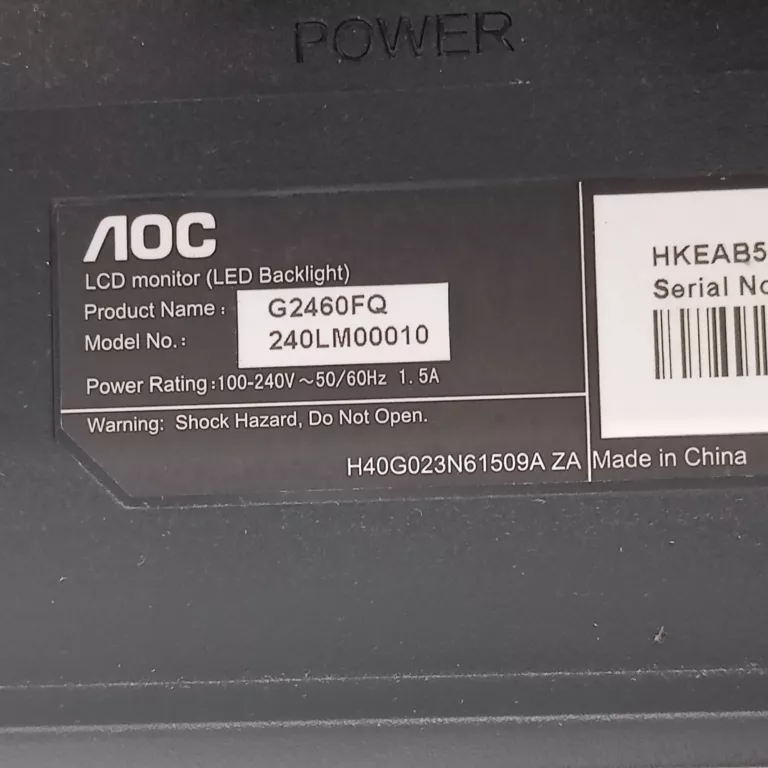 POWER
AOC
LCD monitor (LED Backlight)
Product Name : G2460FQ
Model No.: 240LM00010
Power Rating:100-240V～50/60Hz 1.5A
Warning: Shock Hazard, Do Not Open.
H40G023N61509A ZA
HKEAB5
Serial No
Made in China